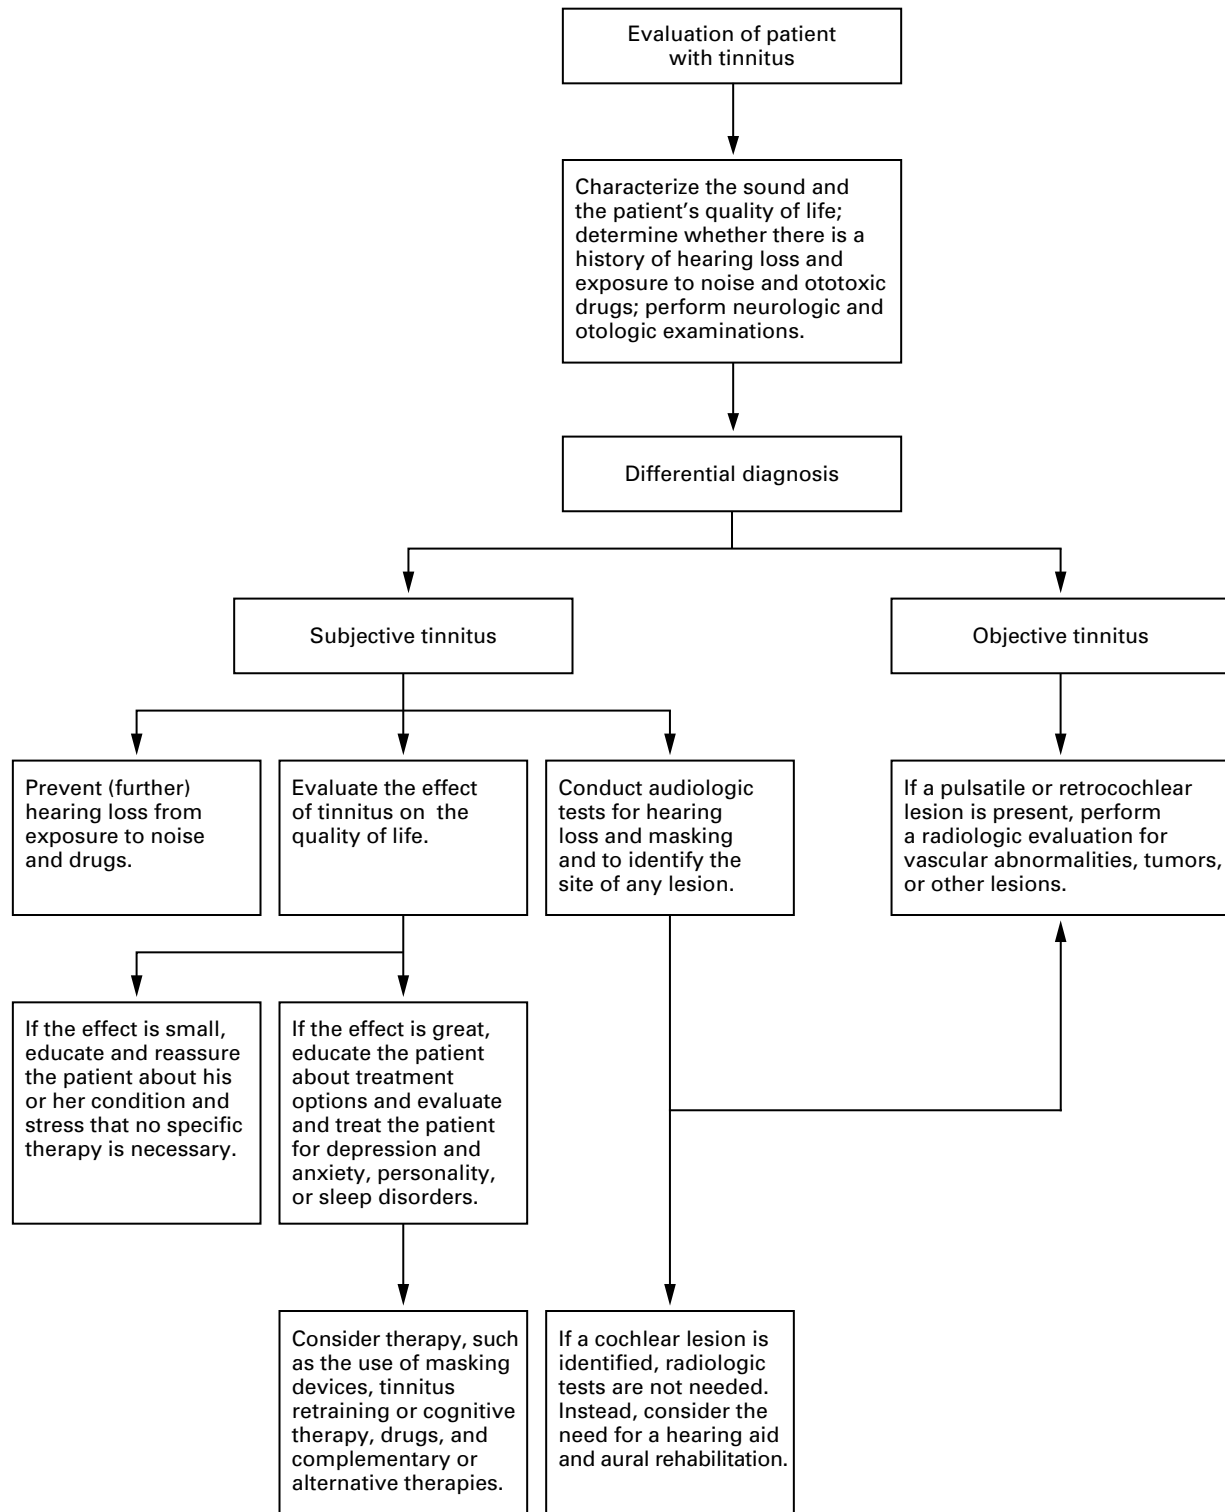 Evaluation of patient
with tinnitus
Characterize the sound and
the patient’s quality of life;
determine whether there is a
history of hearing loss and
exposure to noise and ototoxic
drugs; perform neurologic and
otologic examinations.
Differential diagnosis
Subjective tinnitus
Objective tinnitus
Prevent (further)
hearing loss from
exposure to noise
and drugs.
Evaluate the effect
of tinnitus on the
quality of life.
Conduct audiologic
tests for hearing
loss and masking
and to identify the
site of any lesion.
If a pulsatile or retrocochlear
lesion is present, perform
a radiologic evaluation for
vascular abnormalities, tumors,
or other lesions.
If the effect is small,
educate and reassure
the patient about his
or her condition and
stress that no specific
therapy is necessary.
If the effect is great,
educate the patient
about treatment
options and evaluate
and treat the patient
for depression and
anxiety, personality,
or sleep disorders.
Consider therapy, such
as the use of masking
devices, tinnitus
retraining or cognitive
therapy, drugs, and
complementary or
alternative therapies.
If a cochlear lesion is
identified, radiologic
tests are not needed.
Instead, consider the
need for a hearing aid
and aural rehabilitation.